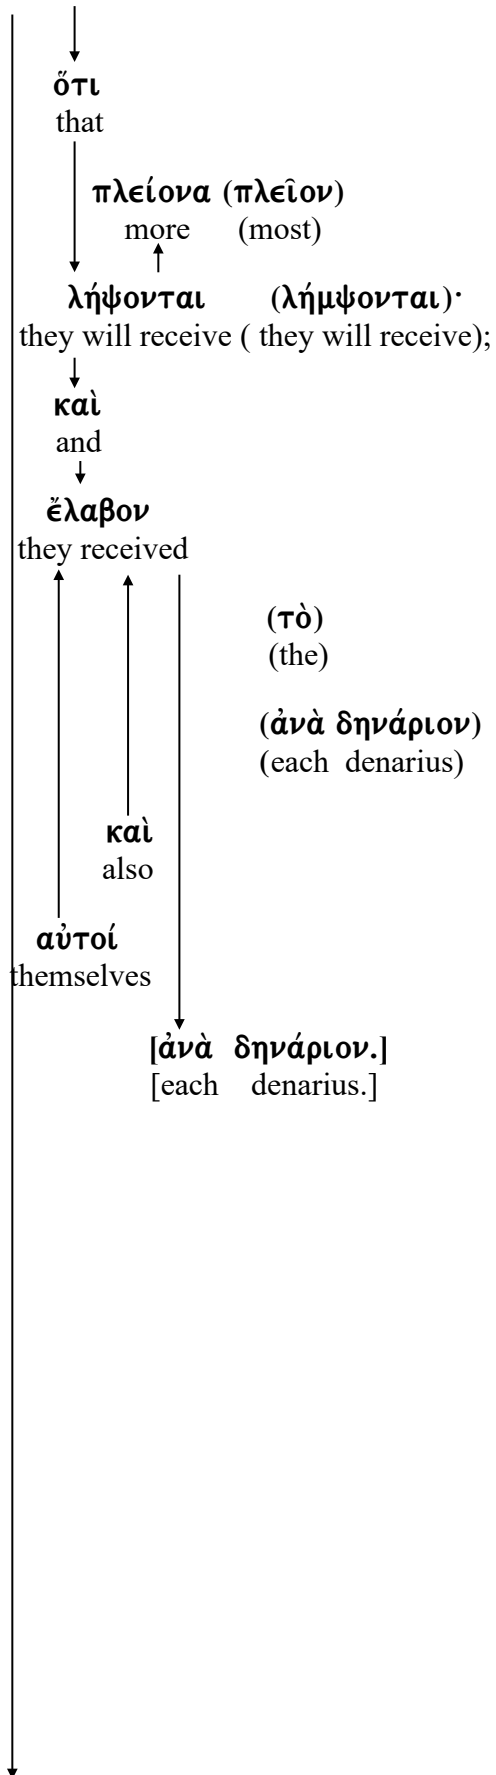 ὅτι
that
πλείονα (πλεῖον)
more (most)
λήψονται (λήμψονται)·
they will receive ( they will receive);
καὶ
and
ἔλαβον
they received
(τὸ)
(the)
(ἀνὰ δηνάριον)
(each denarius)
καὶ
also
αὐτοί
themselves
[ἀνὰ δηνάριον.]
[each denarius.]